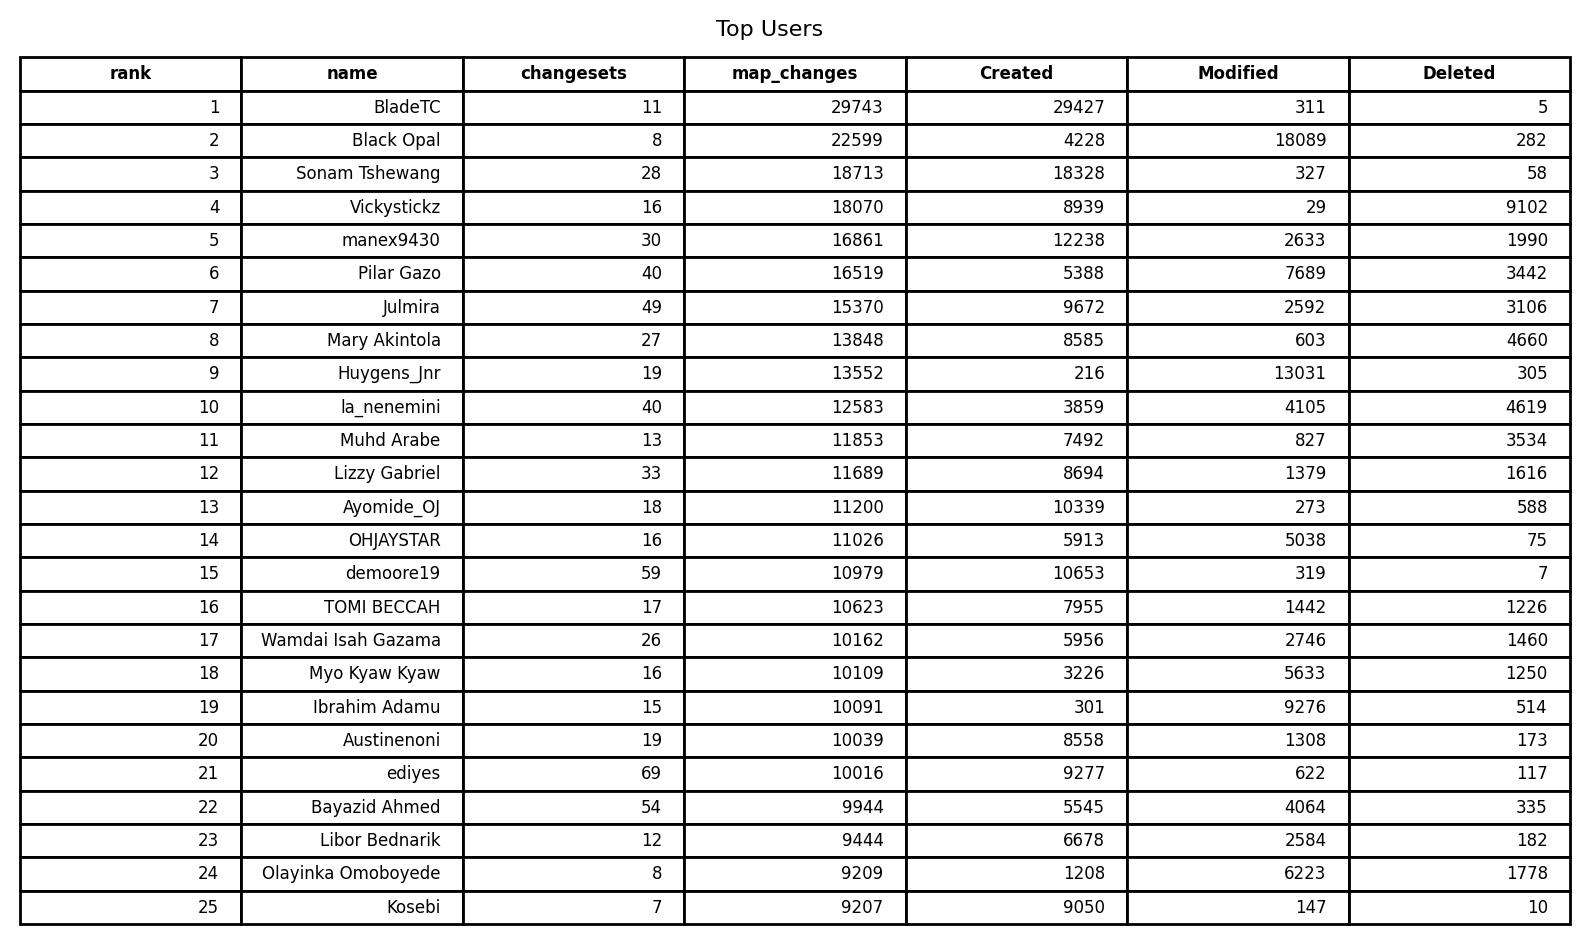 Top Users
rank name changesets map_changes Created Modified Deleted
1 BladeTC 11 29743 29427 311 5
2 Black Opal 8 22599 4228 18089 282
3 Sonam Tshewang 28 18713 18328 327 58
4 Vickystickz 16 18070 8939 29 9102
5 manex9430 30 16861 12238 2633 1990
6 Pilar Gazo 40 16519 5388 7689 3442
7 Julmira 49 15370 9672 2592 3106
8 Mary Akintola 27 13848 8585 603 4660
9 Huygens_Jnr 19 13552 216 13031 305
10 la_nenemini 40 12583 3859 4105 4619
11 Muhd Arabe 13 11853 7492 827 3534
12 Lizzy Gabriel 33 11689 8694 1379 1616
13 Ayomide_OJ 18 11200 10339 273 588
14 OHJAYSTAR 16 11026 5913 5038 75
15 demoore19 59 10979 10653 319 7
16 TOMI BECCAH 17 10623 7955 1442 1226
17 Wamdai Isah Gazama 26 10162 5956 2746 1460
18 Myo Kyaw Kyaw 16 10109 3226 5633 1250
19 Ibrahim Adamu 15 10091 301 9276 514
20 Austinenoni 19 10039 8558 1308 173
21 ediyes 69 10016 9277 622 117
22 Bayazid Ahmed 54 9944 5545 4064 335
23 Libor Bednarik 12 9444 6678 2584 182
24 Olayinka Omoboyede 8 9209 1208 6223 1778
25 Kosebi 7 9207 9050 147 10